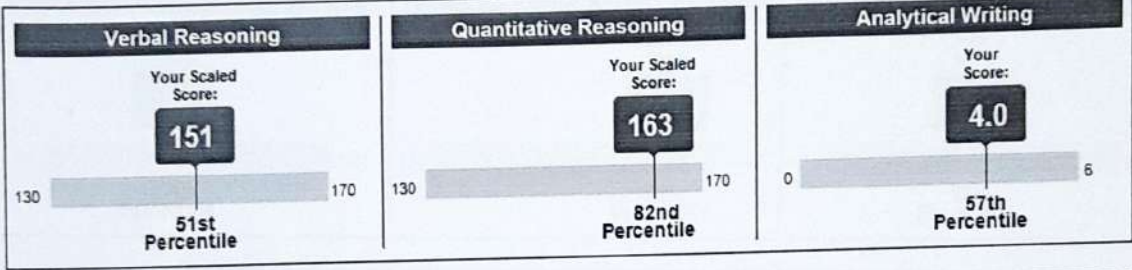 Verbal Reasoning
Your Scaled
Score:
151
130
170
51st
Percentile
Quantitative Reasoning
Your Scaled
Score:
163
130
170
82nd
Percentile
Analytical Writing
Your
Score:
4.0
0
6
57th
Percentile